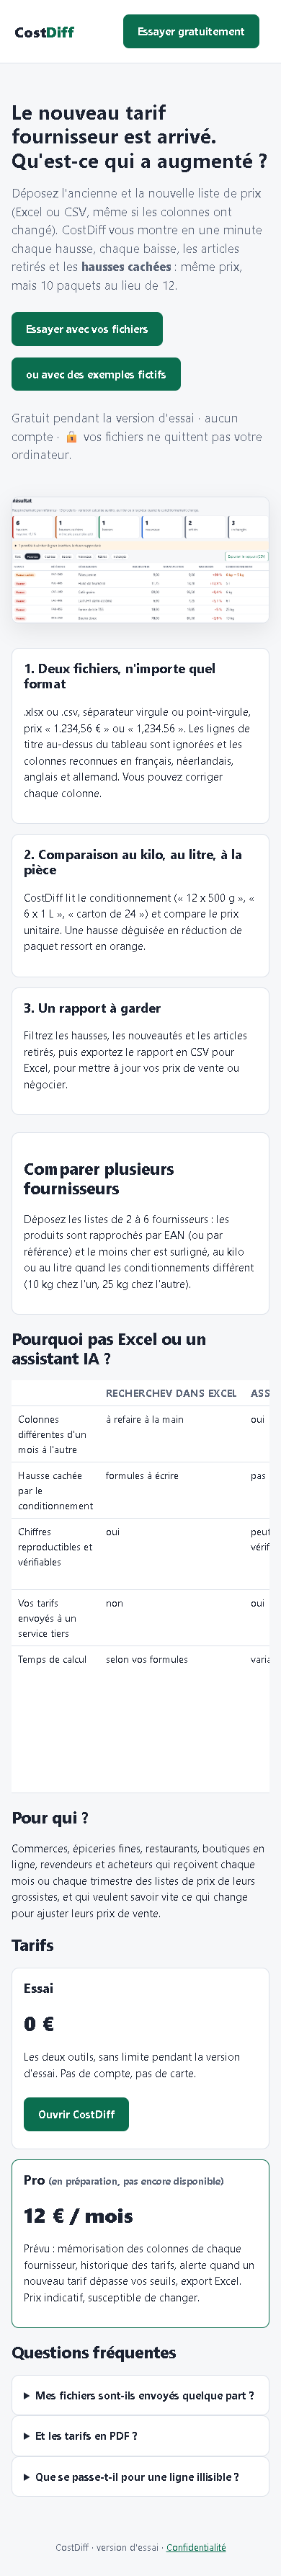 CostDiff
Essayer gratuitement
Le nouveau tarif
fournisseur est arrivé.
Qu'est-ce qui a augmenté ?
Déposez l'ancienne et la nouvelle liste de prix
(Excel ou CSV, même si les colonnes ont
changé). CostDiff vous montre en une minute
chaque hausse, chaque baisse, les articles
retirés et les hausses cachées : même prix,
mais 10 paquets au lieu de 12.
Essayer avec vos fichiers
ou avec des exemples fictifs
Gratuit pendant la version d'essai · aucun
compte · 🔒 vos fichiers ne quittent pas votre
ordinateur.
Résultat
1. Deux fichiers, n'importe quel
format
.xlsx ou .csv, séparateur virgule ou point-virgule,
prix « 1.234,56 € » ou « 1,234.56 ». Les lignes de
titre au-dessus du tableau sont ignorées et les
colonnes reconnues en français, néerlandais,
anglais et allemand. Vous pouvez corriger
chaque colonne.
2. Comparaison au kilo, au litre, à la
pièce
CostDiff lit le conditionnement (« 12 x 500 g », «
6 x 1 L », « carton de 24 ») et compare le prix
unitaire. Une hausse déguisée en réduction de
paquet ressort en orange.
3. Un rapport à garder
Filtrez les hausses, les nouveautés et les articles
retirés, puis exportez le rapport en CSV pour
Excel, pour mettre à jour vos prix de vente ou
négocier.
Comparer plusieurs
fournisseurs
Déposez les listes de 2 à 6 fournisseurs : les
produits sont rapprochés par EAN (ou par
référence) et le moins cher est surligné, au kilo
ou au litre quand les conditionnements diffèrent
(10 kg chez l'un, 25 kg chez l'autre).
Pourquoi pas Excel ou un
assistant IA ?
RECHERCHEV DANS EXCEL ASS
Colonnes
différentes d'un
mois à l'autre
à refaire à la main oui
Hausse cachée
par le
conditionnement
formules à écrire pas
Chiffres
reproductibles et
vérifiables
oui peut
vérif
Vos tarifs
envoyés à un
service tiers
non oui
Temps de calcul selon vos formules varia
Pour qui ?
Commerces, épiceries fines, restaurants, boutiques en
ligne, revendeurs et acheteurs qui reçoivent chaque
mois ou chaque trimestre des listes de prix de leurs
grossistes, et qui veulent savoir vite ce qui change
pour ajuster leurs prix de vente.
Tarifs
Essai
0 €
Les deux outils, sans limite pendant la version
d'essai. Pas de compte, pas de carte.
Ouvrir CostDiff
Pro (en préparation, pas encore disponible)
12 € / mois
Prévu : mémorisation des colonnes de chaque
fournisseur, historique des tarifs, alerte quand un
nouveau tarif dépasse vos seuils, export Excel.
Prix indicatif, susceptible de changer.
Questions fréquentes
▶ Mes fichiers sont-ils envoyés quelque part ?
▶ Et les tarifs en PDF ?
▶ Que se passe-t-il pour une ligne illisible ?
CostDiff · version d'essai · Confidentialité